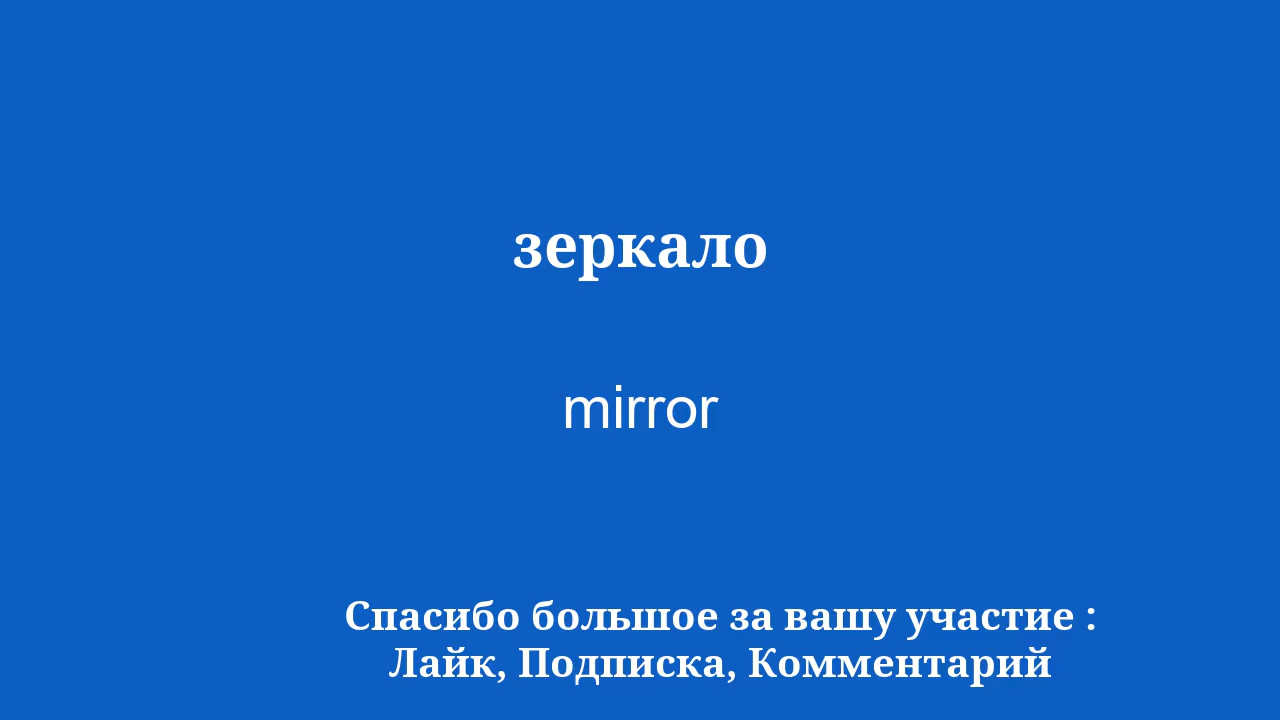 зеркало
mirror
Спасибо большое за вашу участие :
Лайк, Подписка, Комментарий